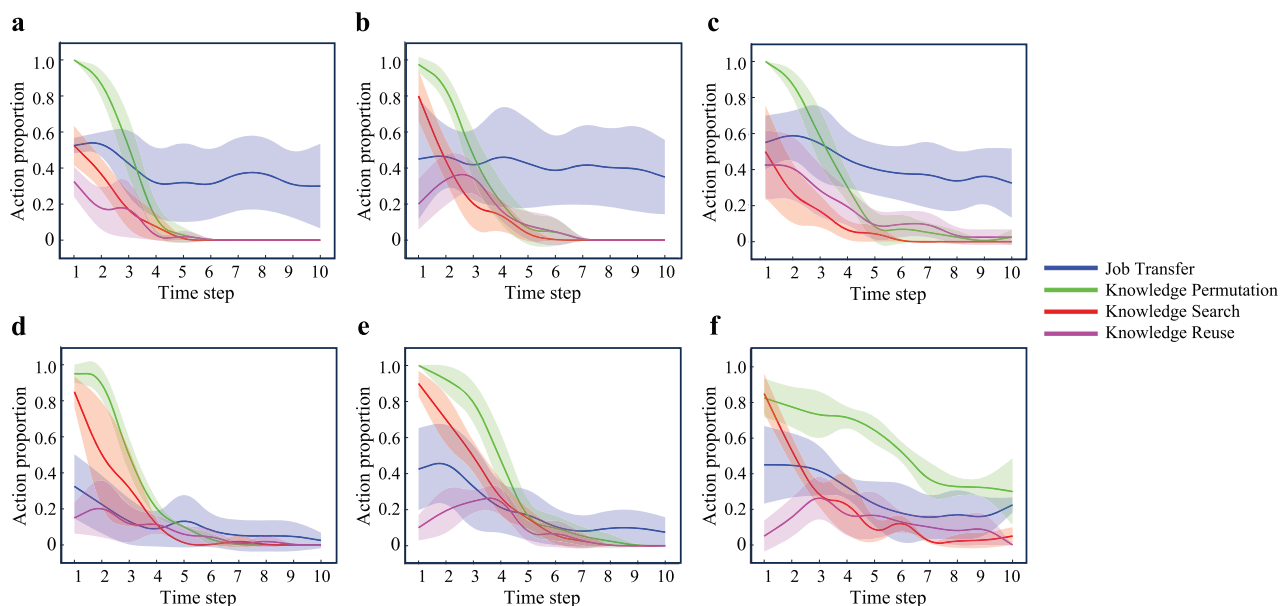 a
b
c
1.0
0.8
0.6
0.4
0.2
0
Action proportion
1 2 3 4 5 6 7 8 9 10
Time step
1.0
0.8
0.6
0.4
0.2
0
Action proportion
1 2 3 4 5 6 7 8 9 10
Time step
1.0
0.8
0.6
0.4
0.2
0
Action proportion
1 2 3 4 5 6 7 8 9 10
Time step
Job Transfer
Knowledge Permutation
Knowledge Search
Knowledge Reuse
d
e
f
1.0
0.8
0.6
0.4
0.2
0
Action proportion
1 2 3 4 5 6 7 8 9 10
Time step
1.0
0.8
0.6
0.4
0.2
0
Action proportion
1 2 3 4 5 6 7 8 9 10
Time step
1.0
0.8
0.6
0.4
0.2
0
Action proportion
1 2 3 4 5 6 7 8 9 10
Time step